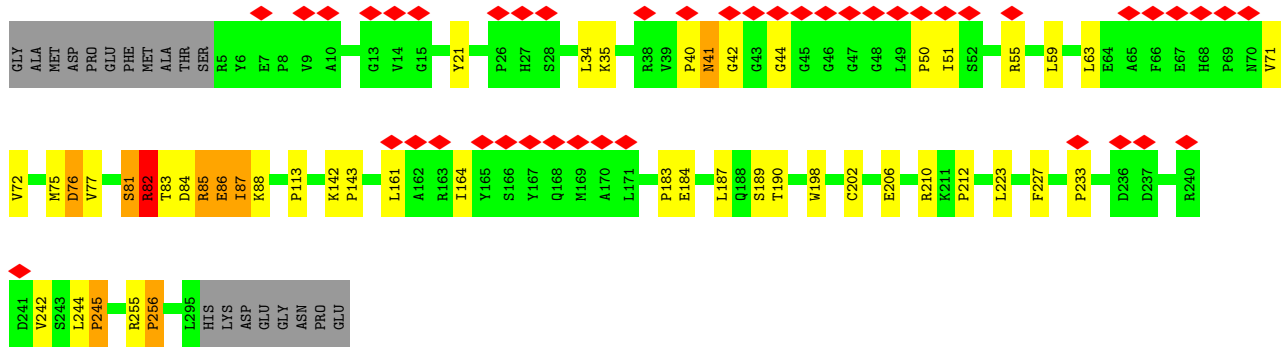 GLY ALA MET ASP PRO GLU PHE MET ALA THR SER R5 Y6 E7 P8 V9 A10 G13 V14 G15 Y21 P26 H27 S28 L34 K35 R38 V39 P40 N41 G42 G43 G44 G45 G46 G47 G48 L49 P50 I51 S52 R55 L59 L63 E64 A65 F66 E67 H68 P69 N70 V71
V72 M75 D76 V77 S81 R82 T83 D84 R85 E86 I87 K88 P113 K142 P143 L161 A162 R163 I164 Y165 S166 Y167 Q168 M169 A170 L171 P183 E184 L187 Q188 S189 T190 W198 C202 E206 R210 K211 P212 L223 F227 P233 D236 D237 R240
D241 V242 S243 L244 P245 R255 P256 L295 HIS LYS ASP GLU GLY ASN PRO GLU